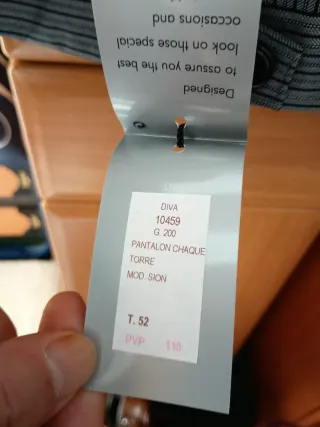 Designed
to assure you the best
look on those special
occasions and
DIVA
10459
G. 200
PANTALON CHAQUE
TORRE
MOD. SION
T. 52
PVP 110